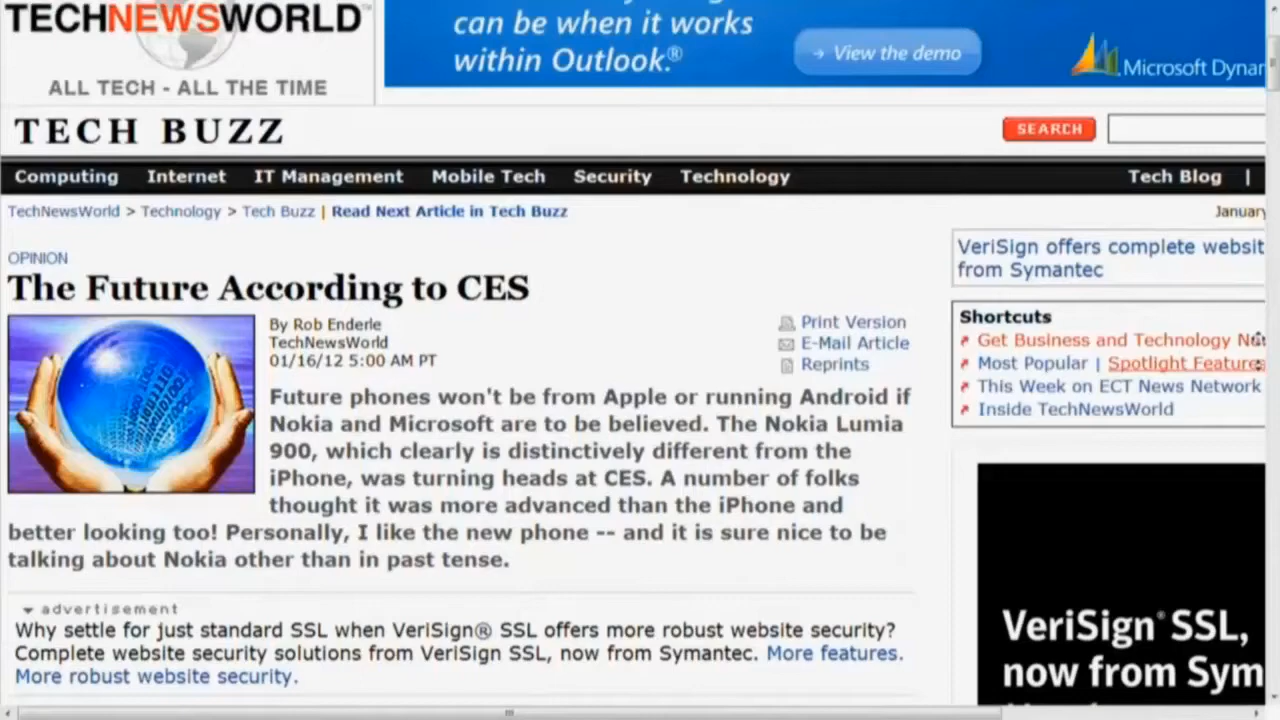 TECHNEWSWORLD
ALL TECH - ALL THE TIME
can be when it works
within Outlook.®
→ View the demo
Microsoft
TECH BUZZ
SEARCH
Computing Internet IT Management Mobile Tech Security Technology Tech Blog |
TechNewsWorld > Technology > Tech Buzz | Read Next Article in Tech Buzz
January
OPINION
The Future According to CES
By Rob Enderle
TechNewsWorld
01/16/12 5:00 AM PT
Print Version
E-Mail Article
Reprints
Future phones won't be from Apple or running Android if
Nokia and Microsoft are to be believed. The Nokia Lumia
900, which clearly is distinctively different from the
iPhone, was turning heads at CES. A number of folks
thought it was more advanced than the iPhone and
better looking too! Personally, I like the new phone -- and it is sure nice to be
talking about Nokia other than in past tense.
advertisement
Why settle for just standard SSL when VeriSign® SSL offers more robust website security?
Complete website security solutions from VeriSign SSL, now from Symantec. More features.
More robust website security.
VeriSign offers complete websit
from Symantec
Shortcuts
Get Business and Technology
Most Popular | Spotlight Features
This Week on ECT News Network
Inside TechNewsWorld
VeriSign® SSL,
now from Sym